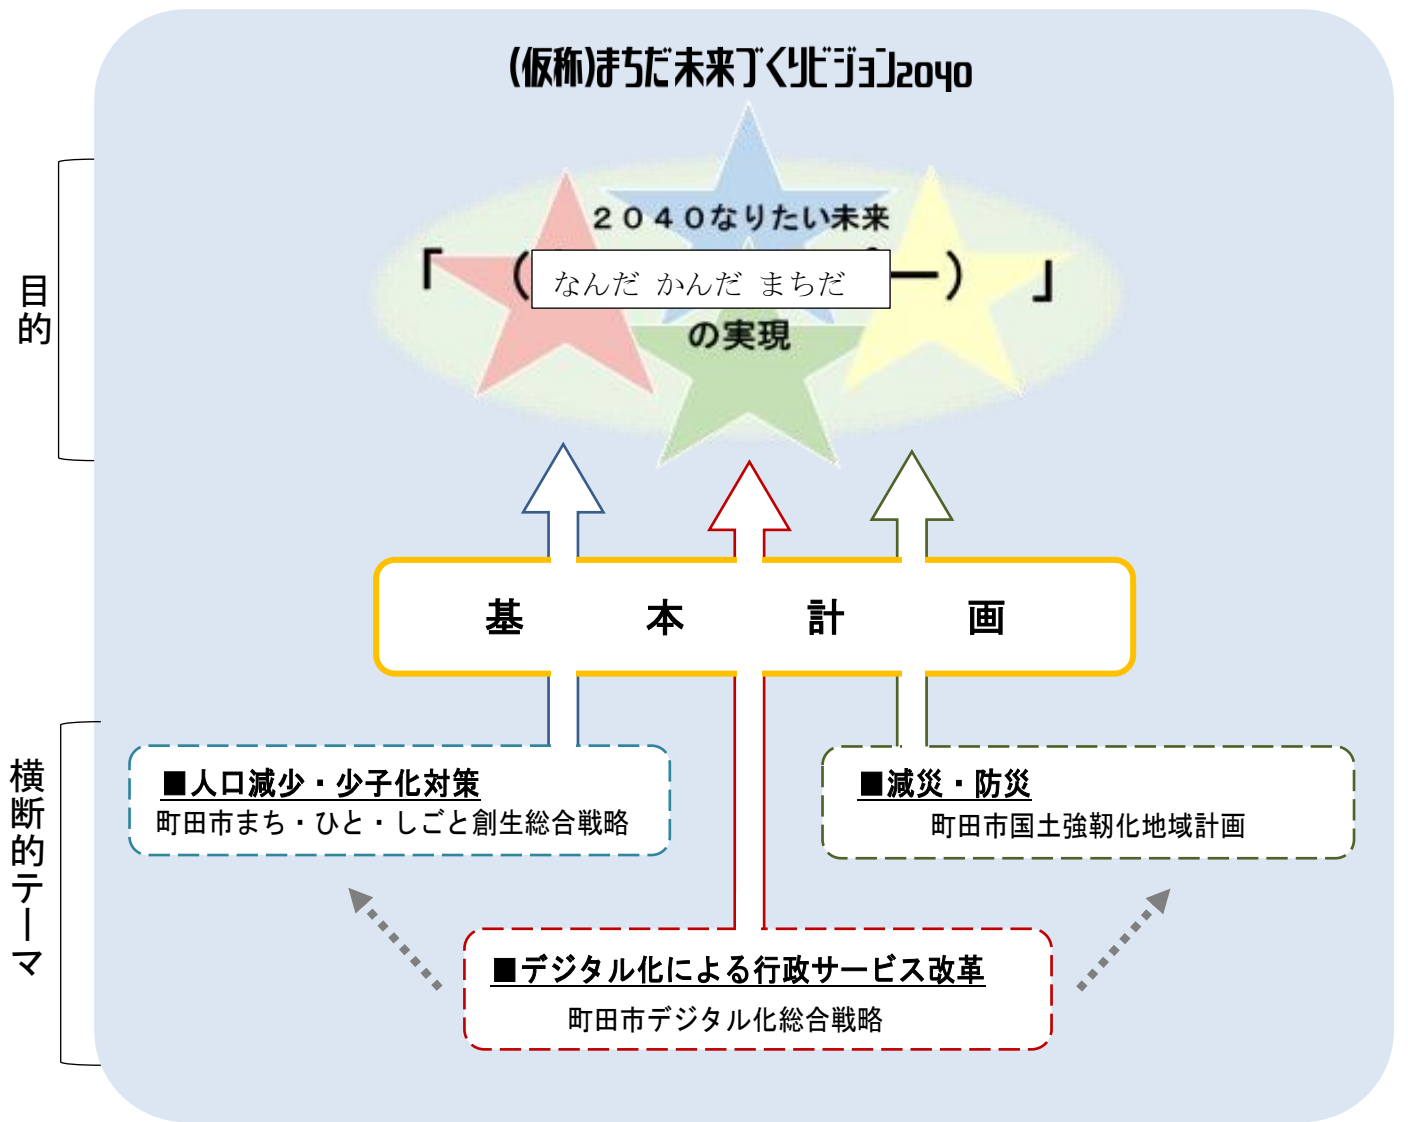 (仮称)まちだ未来づくりビジョン2040
目的
２０４０なりたい未来
「（
なんだ かんだ まちだ
ー）」
の実現
基本計画
横断的テーマ
■人口減少・少子化対策
町田市まち・ひと・しごと創生総合戦略
■減災・防災
町田市国土強靭化地域計画
■デジタル化による行政サービス改革
町田市デジタル化総合戦略